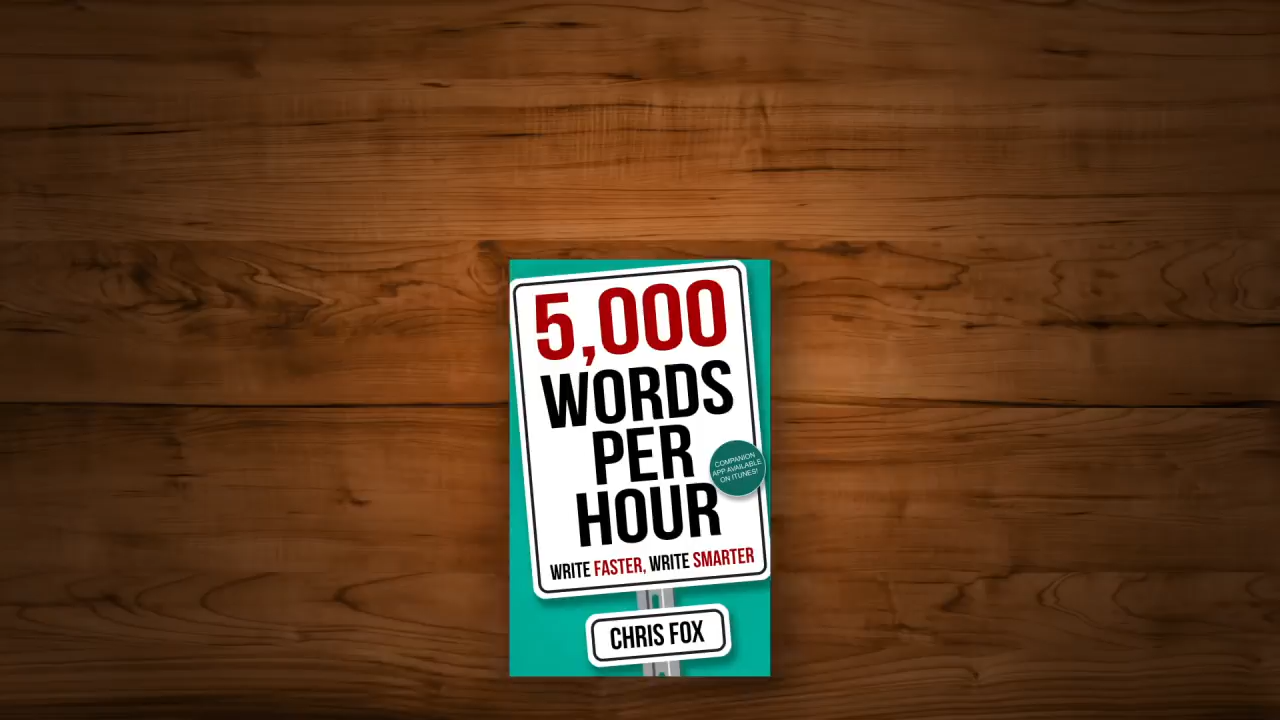 5,000
WORDS
PER
HOUR
COMPANION
APP AVAILABLE
ON ITUNES!
WRITE FASTER, WRITE SMARTER
CHRIS FOX